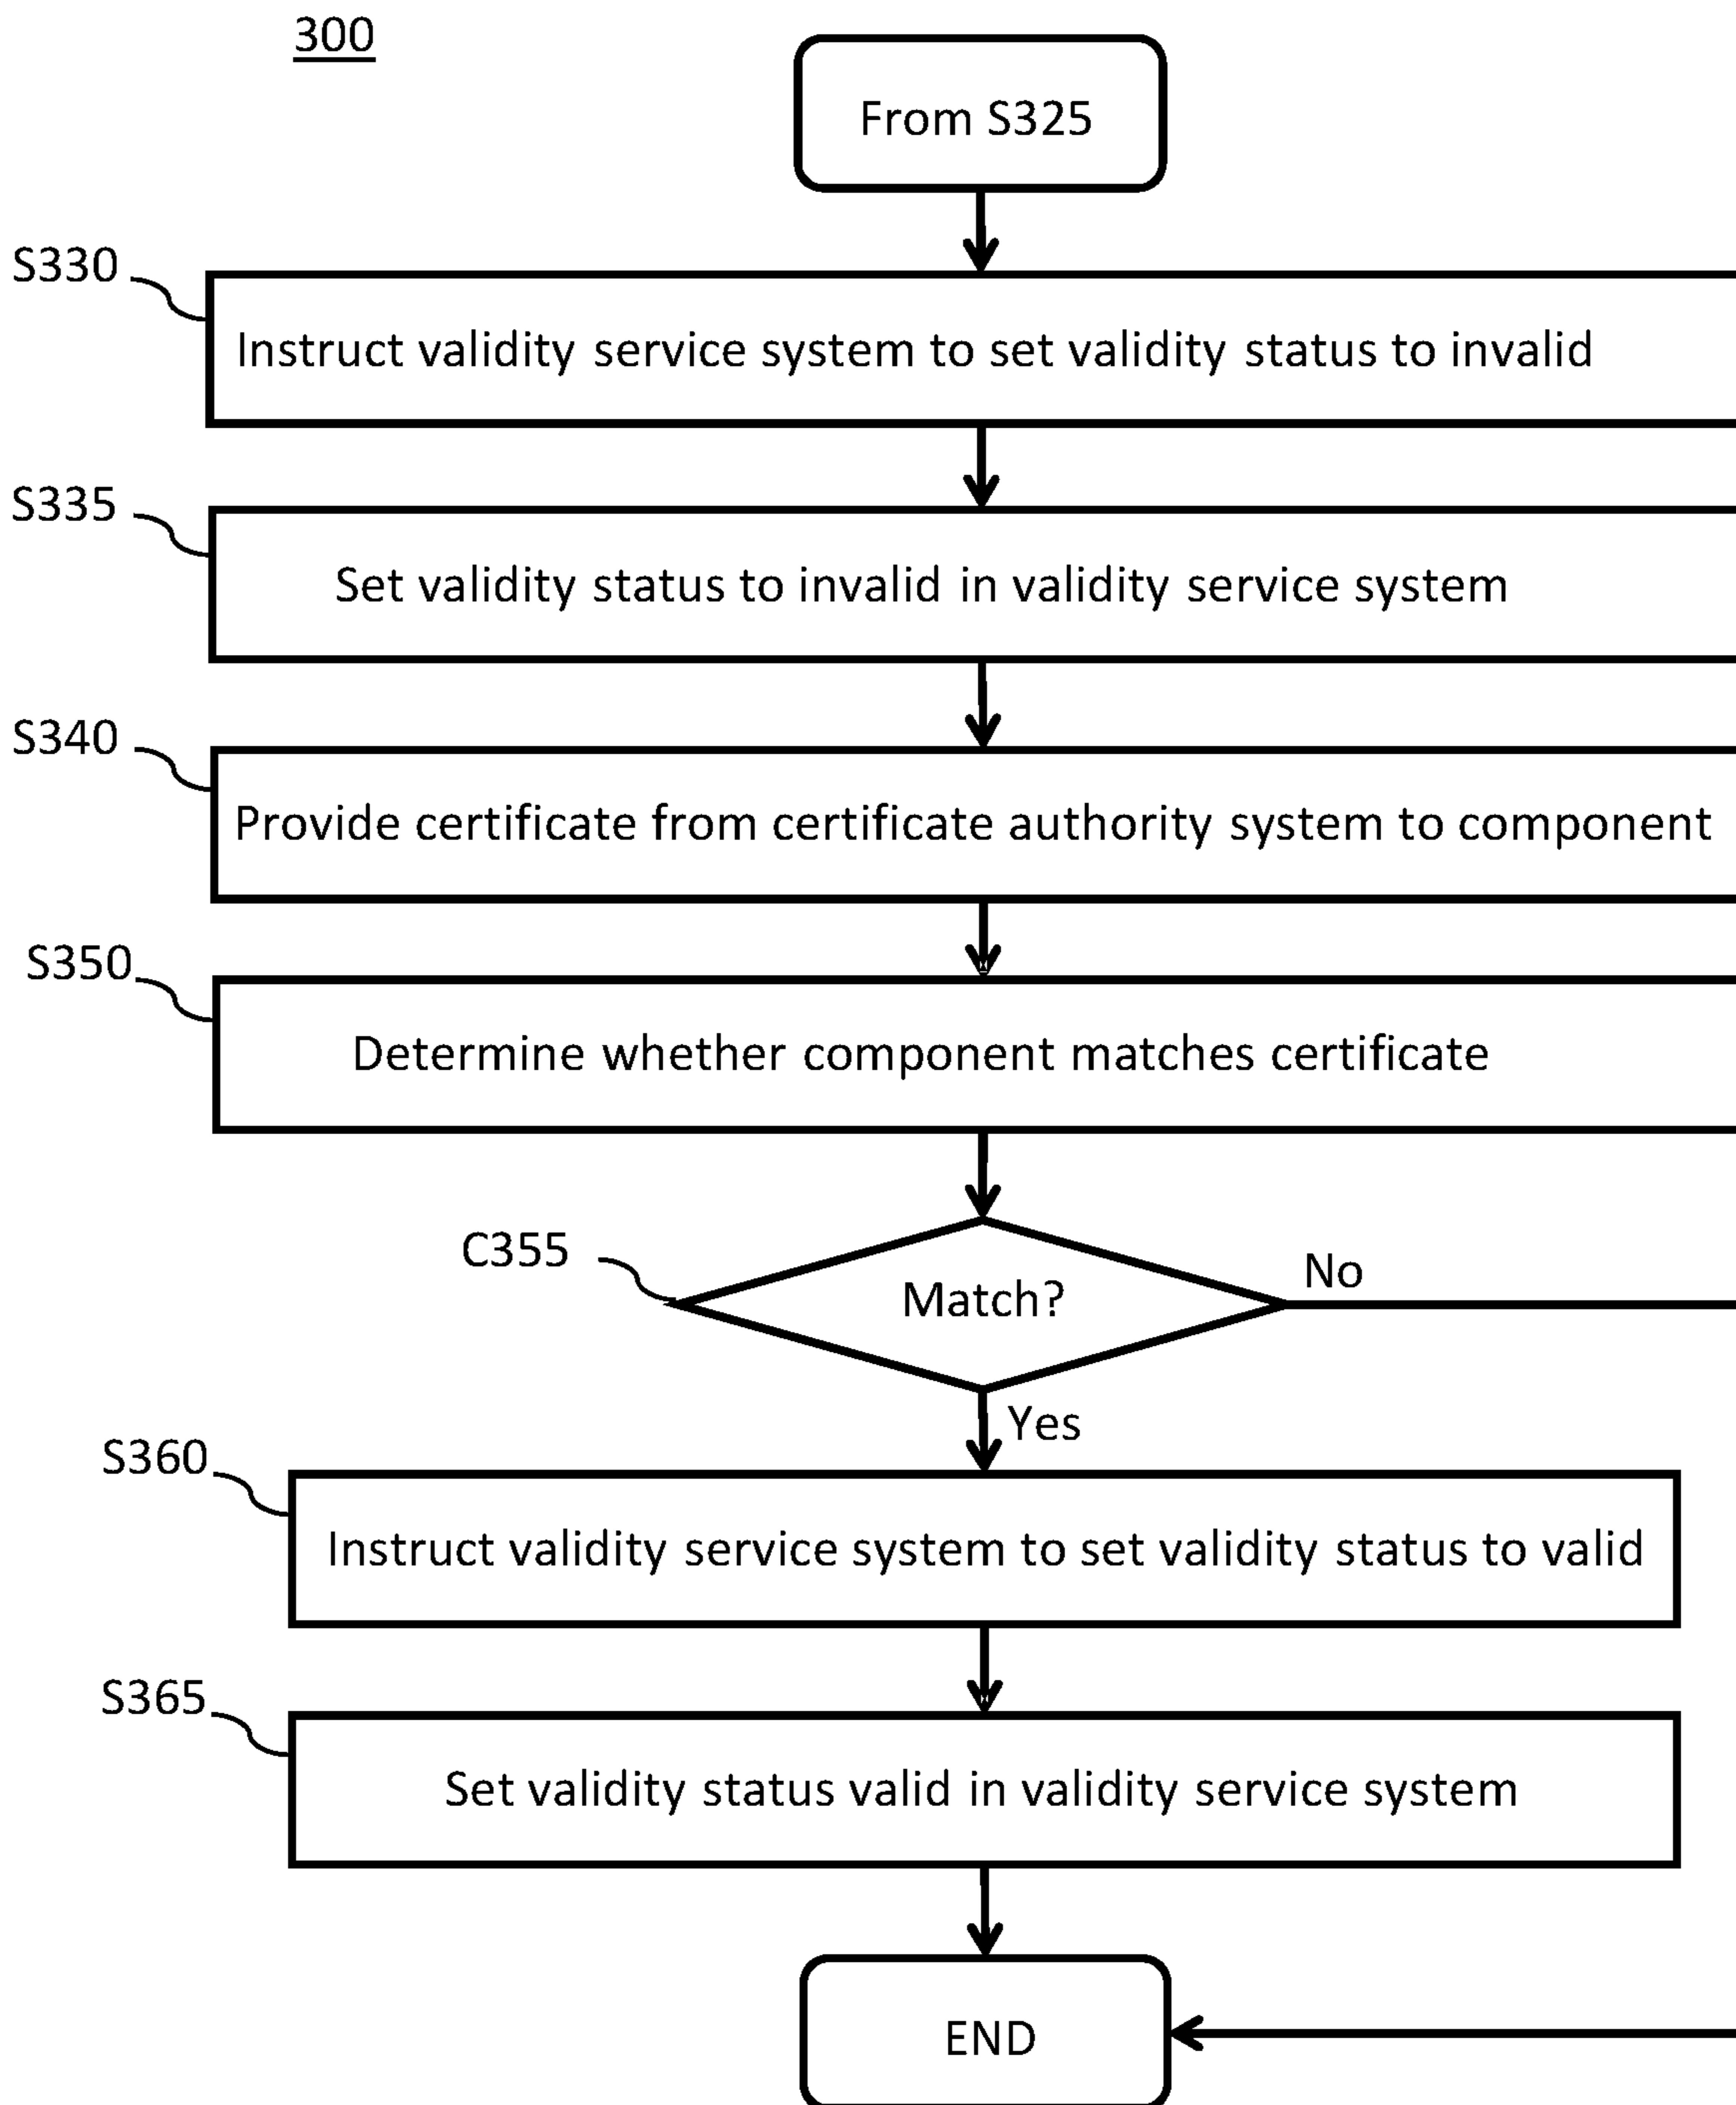 300
From S325
S330
Instruct validity service system to set validity status to invalid
S335
Set validity status to invalid in validity service system
S340
Provide certificate from certificate authority system to component
S350
Determine whether component matches certificate
C355
Match?
No
Yes
S360
Instruct validity service system to set validity status to valid
S365
Set validity status valid in validity service system
END